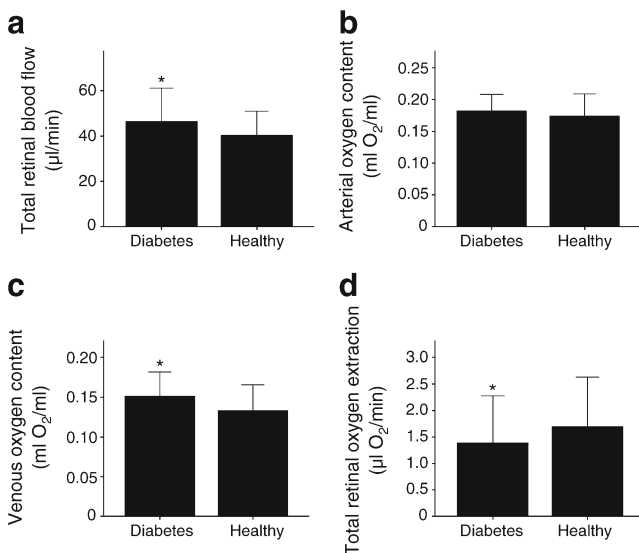 a
Total retinal blood flow
(µl/min)
60
40
20
0
*
Diabetes
Healthy
b
Arterial oxygen content
(ml O₂/ml)
0.25
0.20
0.15
0.10
0.05
0
Diabetes
Healthy
c
Venous oxygen content
(ml O₂/ml)
0.20
0.15
0.10
0.05
0
*
Diabetes
Healthy
d
Total retinal oxygen extraction
(µl O₂/min)
3.0
2.5
2.0
1.5
1.0
0.5
0
*
Diabetes
Healthy